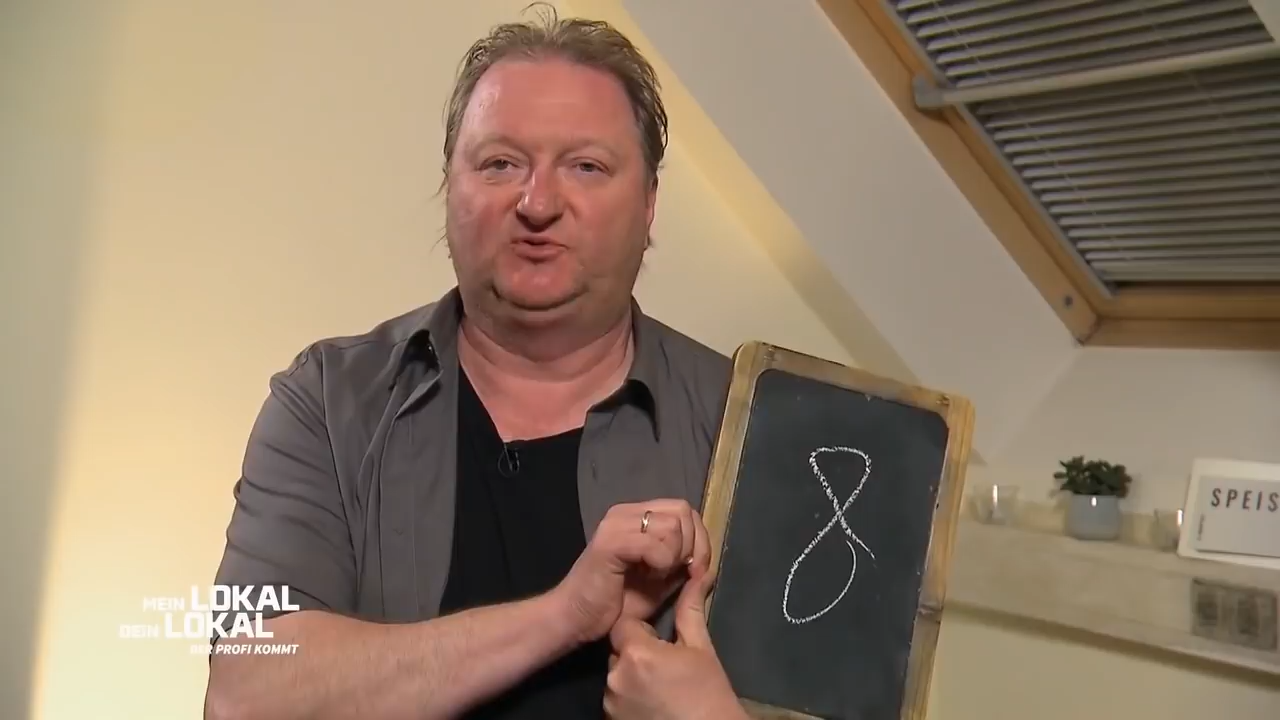 8
SPEIS
MEIN LOKAL
DEIN LOKAL
DER PROFI KOMMT